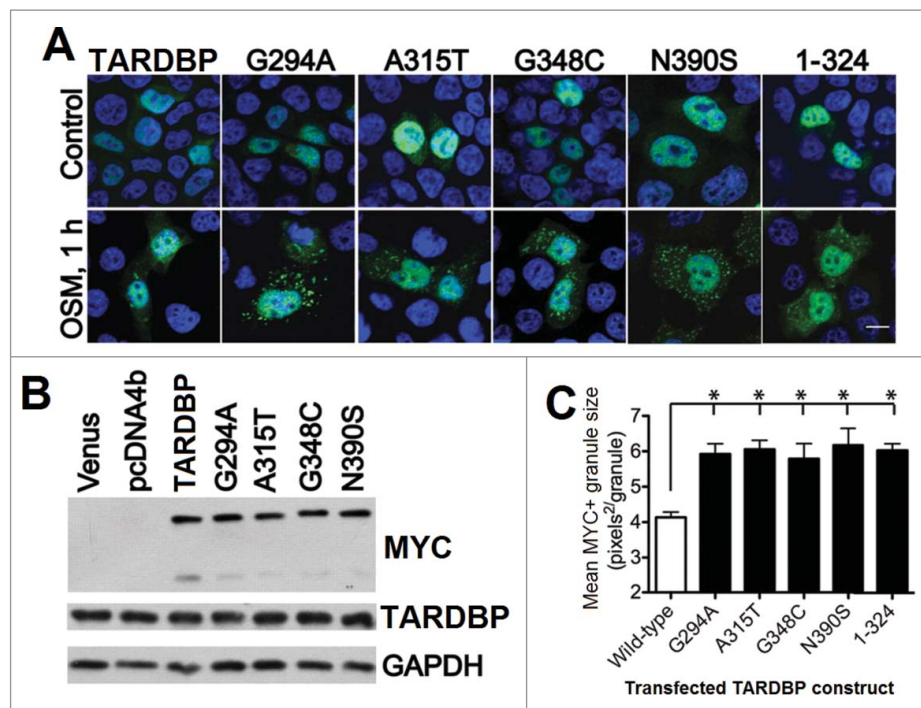 A
TARDBP G294A A315T G348C N390S 1-324
Control
OSM, 1 h
B
Venus
pcDNA4b
TARDBP
G294A
A315T
G348C
N390S
MYC
TARDBP
GAPDH
C
* * * * *
Mean MYC+ granule size
(pixels²/granule)
7
6
5
4
3
2
Wild-type
G294A
A315T
G348C
N390S
1-324
Transfected TARDBP construct